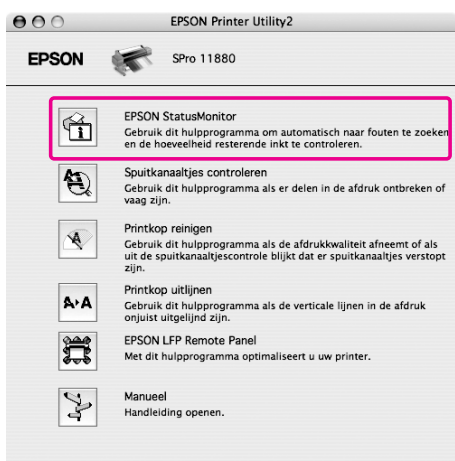 EPSON Printer Utility2
EPSON SPro 11880
EPSON StatusMonitor
Gebruik dit hulpprogramma om automatisch naar fouten te zoeken
en de hoeveelheid resterende inkt te controleren.
Spuitkanaaltjes controleren
Gebruik dit hulpprogramma als er delen in de afdruk ontbreken of
vaag zijn.
Printkop reinigen
Gebruik dit hulpprogramma als de afdrukkwaliteit afneemt of als
uit de spuitkanaaltjescontrole blijkt dat er spuitkanaaltjes verstopt
zijn.
Printkop uitlijnen
Gebruik dit hulpprogramma als de verticale lijnen in de afdruk
onjuist uitgelijnd zijn.
EPSON LFP Remote Panel
Met dit hulpprogramma optimaliseert u uw printer.
Manueel
Handleiding openen.